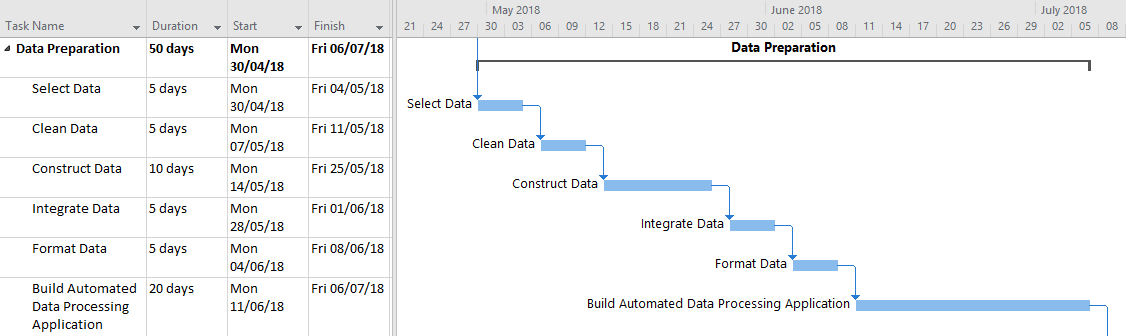 May 2018 June 2018 July 2018
Task Name Duration Start Finish 21 24 27 30 03 06 09 12 15 18 21 24 27 30 02 05 08 11 14 17 20 23 26 29 02 05 08
Data Preparation 50 days Mon Fri 06/07/18 Data Preparation
30/04/18
Select Data 5 days Mon Fri 04/05/18 Select Data
30/04/18
Clean Data 5 days Mon Fri 11/05/18 Clean Data
07/05/18
Construct Data 10 days Mon Fri 25/05/18 Construct Data
14/05/18
Integrate Data 5 days Mon Fri 01/06/18 Integrate Data
28/05/18
Format Data 5 days Mon Fri 08/06/18 Format Data
04/06/18
Build Automated 20 days Mon Fri 06/07/18 Build Automated Data Processing Application
Data Processing 11/06/18
Application